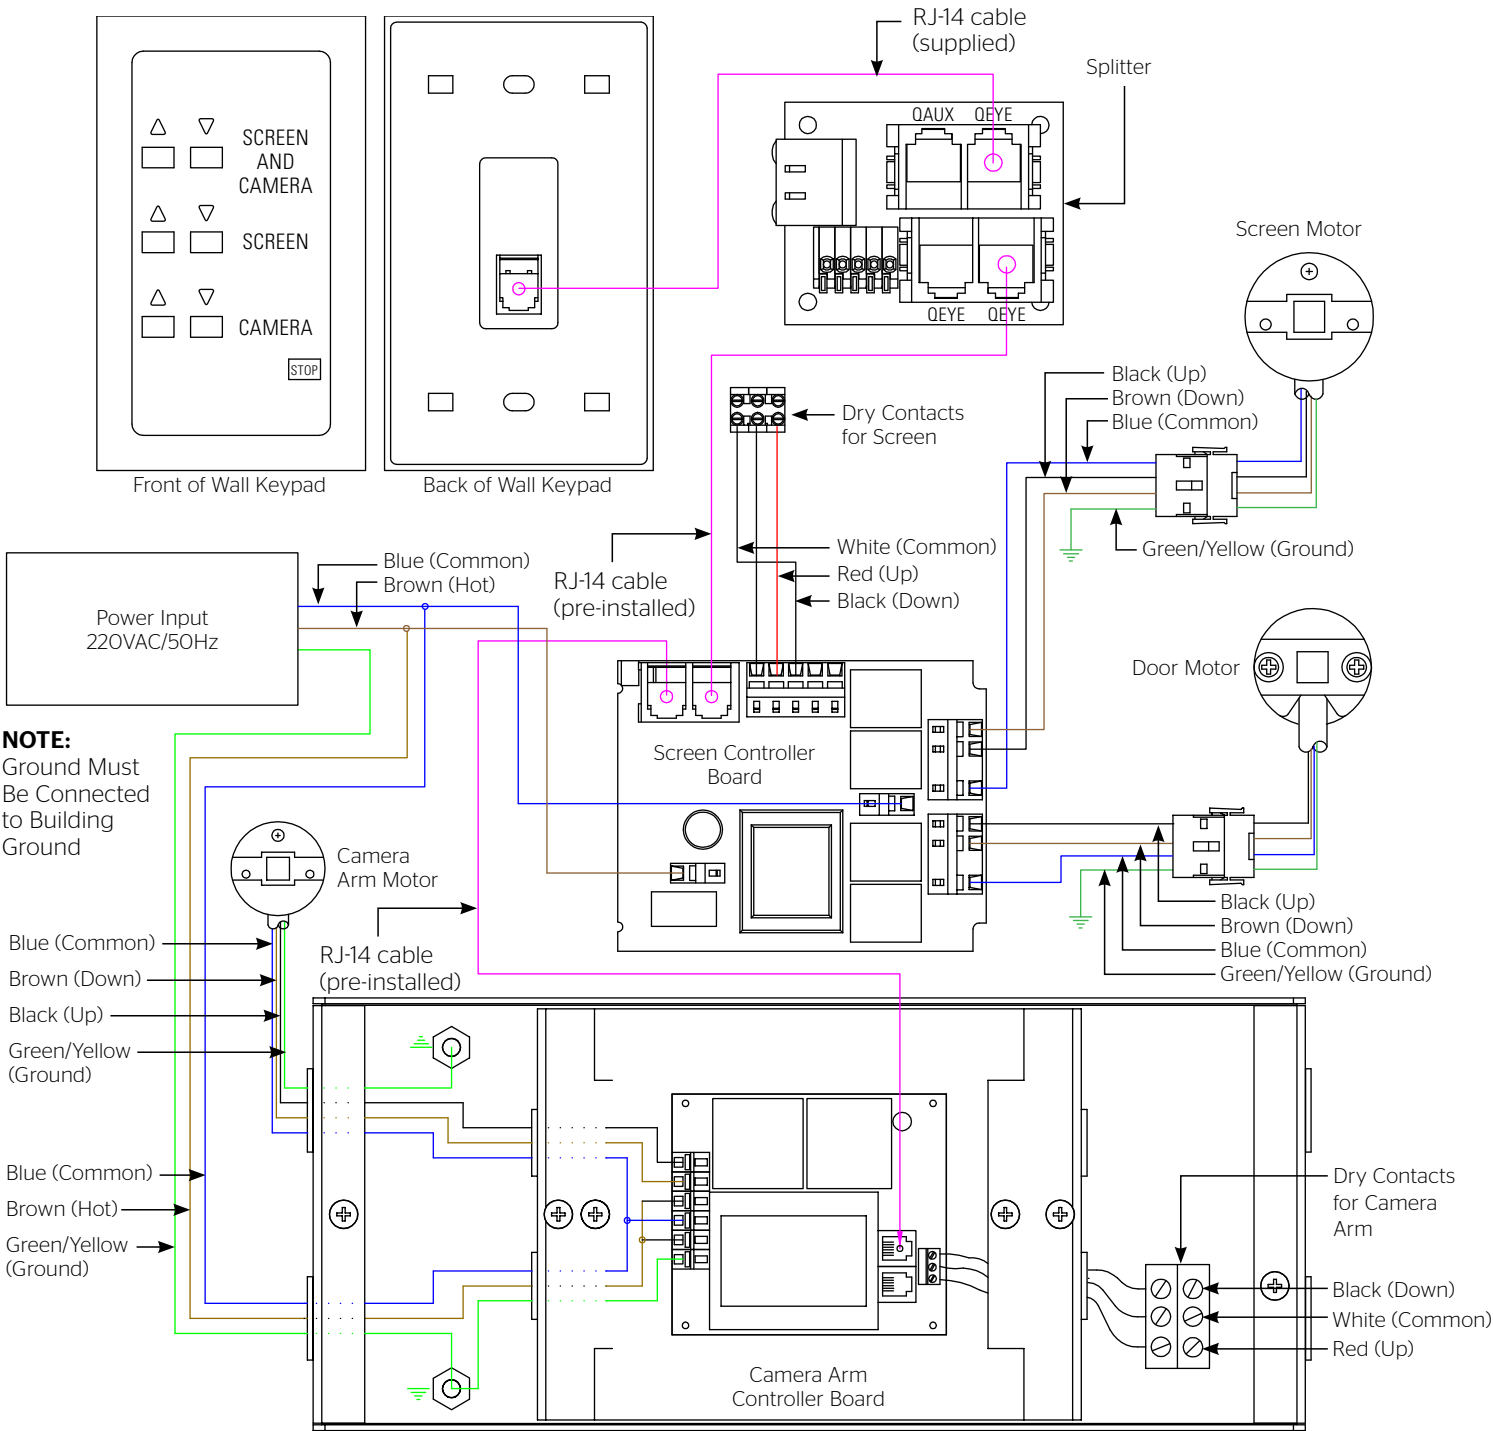 RJ-14 cable
(supplied)
Splitter
QAUX QEYE
QEYE QEYE
SCREEN
AND
CAMERA
SCREEN
CAMERA
STOP
Front of Wall Keypad
Back of Wall Keypad
Screen Motor
Black (Up)
Brown (Down)
Blue (Common)
Green/Yellow (Ground)
Dry Contacts
for Screen
White (Common)
Red (Up)
Black (Down)
RJ-14 cable
(pre-installed)
Blue (Common)
Brown (Hot)
Power Input
220VAC/50Hz
NOTE:
Ground Must
Be Connected
to Building
Ground
Door Motor
Screen Controller
Board
Black (Up)
Brown (Down)
Blue (Common)
Green/Yellow (Ground)
Camera
Arm Motor
RJ-14 cable
(pre-installed)
Blue (Common)
Brown (Down)
Black (Up)
Green/Yellow
(Ground)
Blue (Common)
Brown (Hot)
Green/Yellow
(Ground)
Dry Contacts
for Camera
Arm
Black (Down)
White (Common)
Red (Up)
Camera Arm
Controller Board